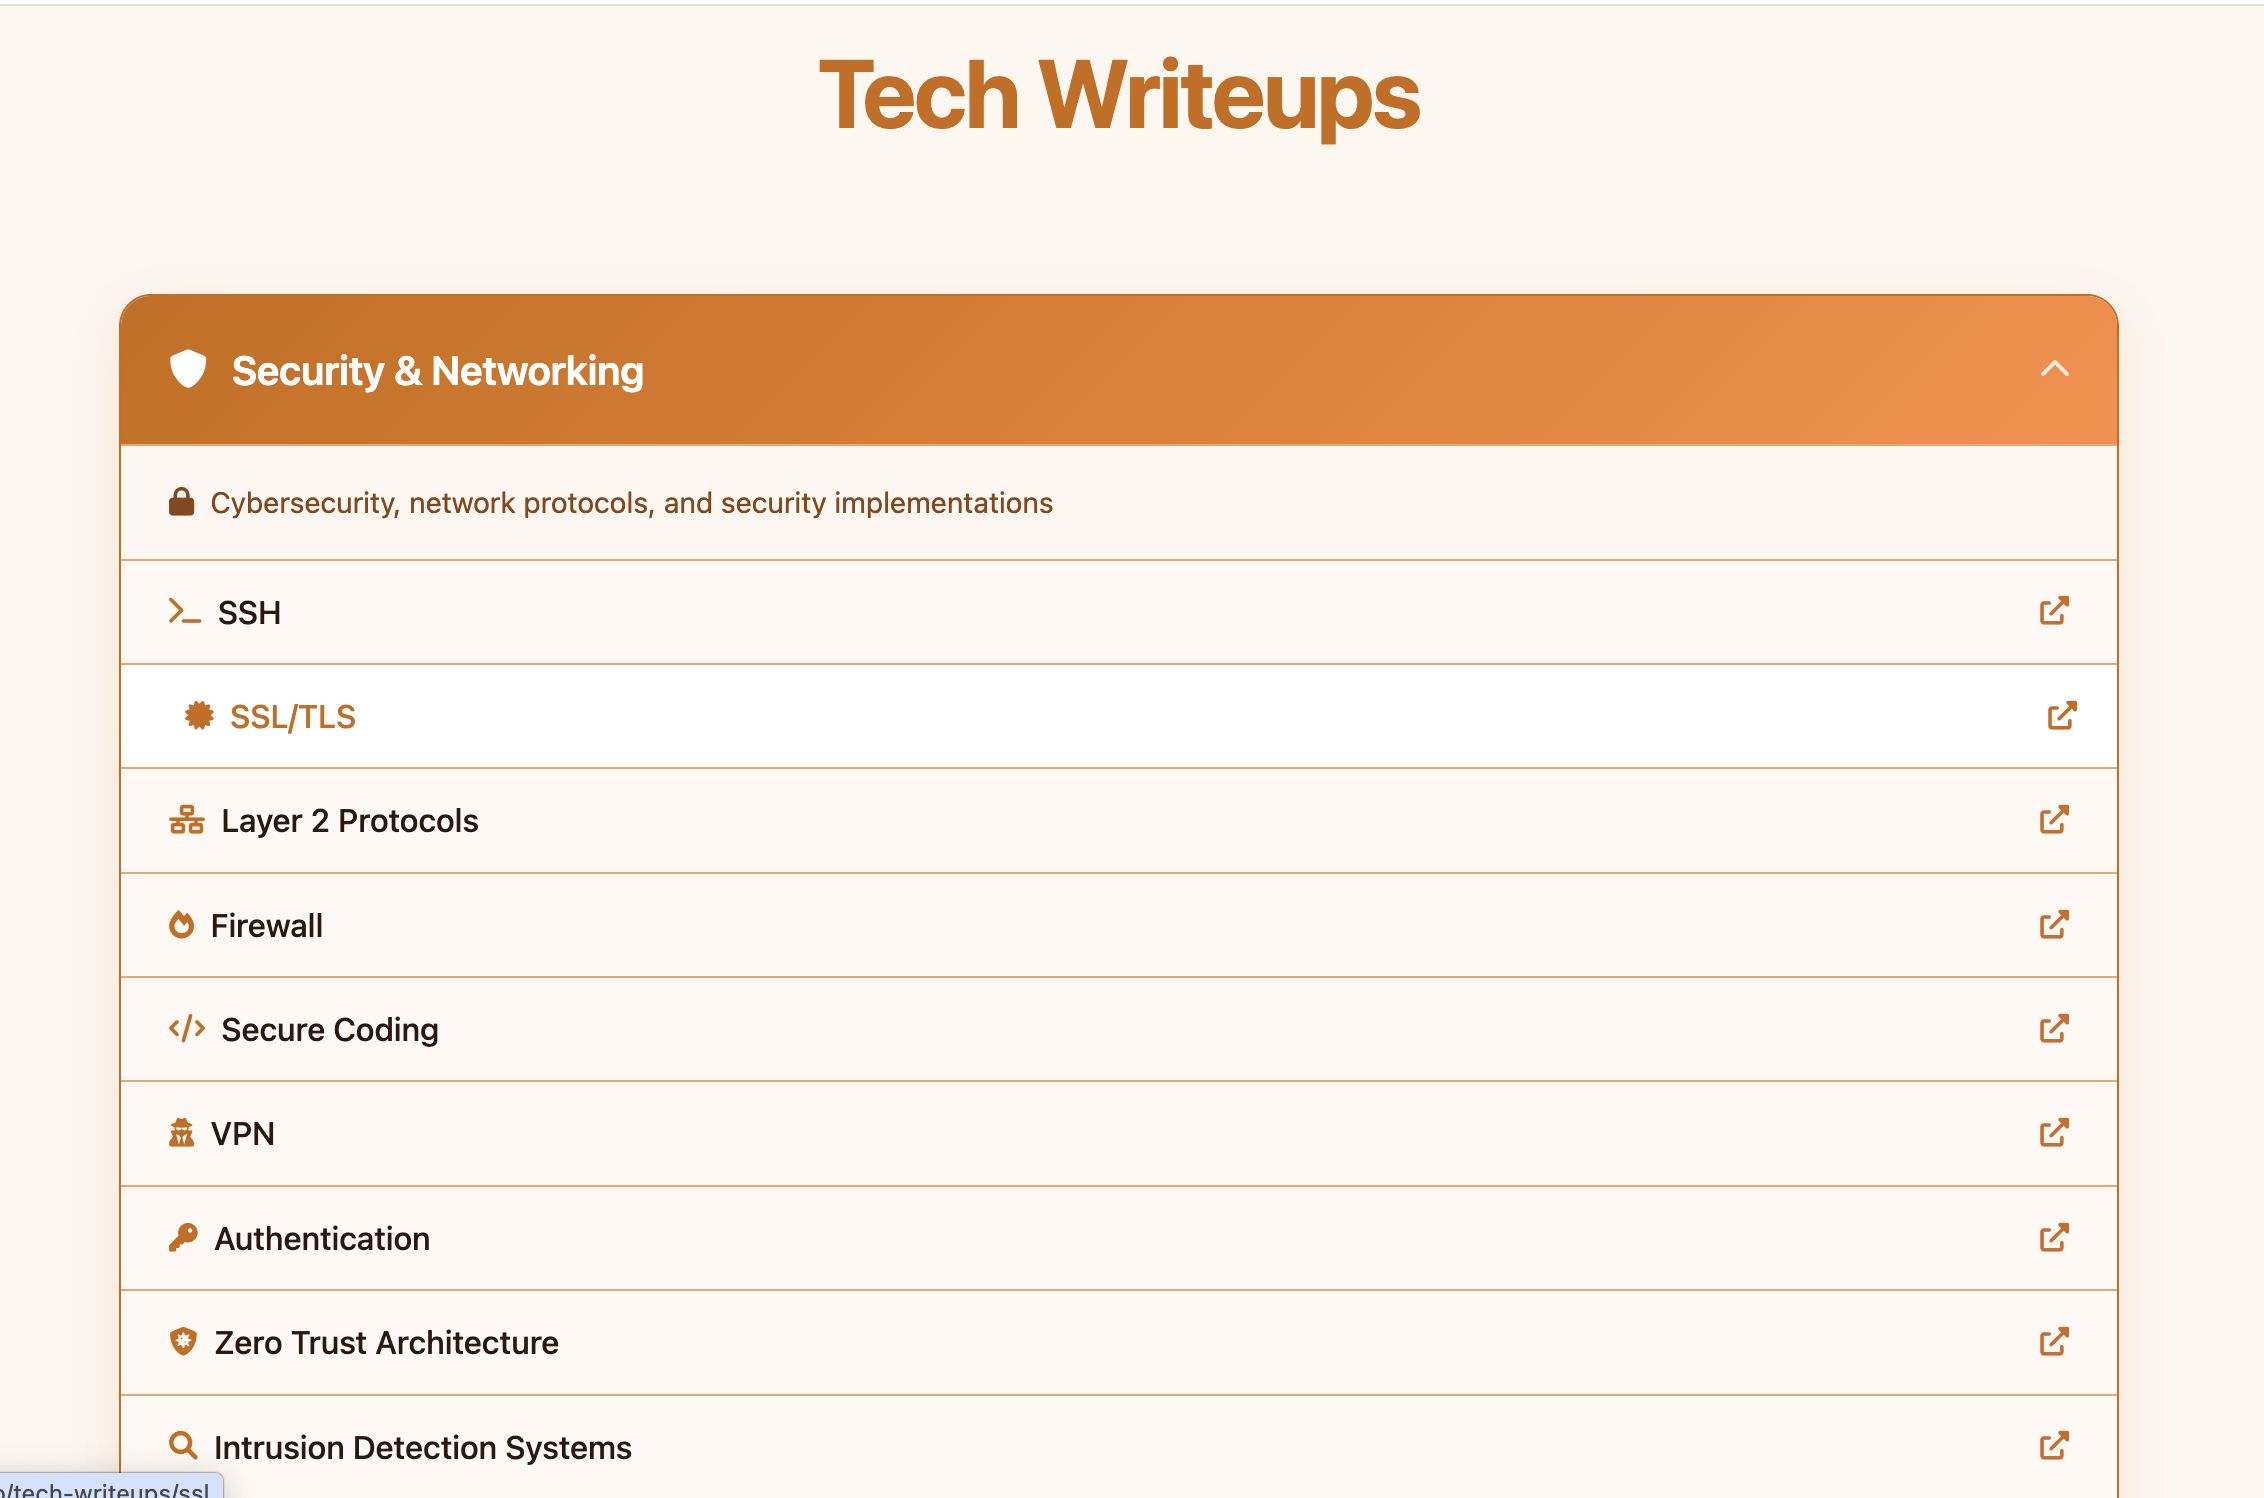 Tech Writeups
Security & Networking
Cybersecurity, network protocols, and security implementations
SSH
SSL/TLS
Layer 2 Protocols
Firewall
Secure Coding
VPN
Authentication
Zero Trust Architecture
Intrusion Detection Systems
/tech-writeups/ssl